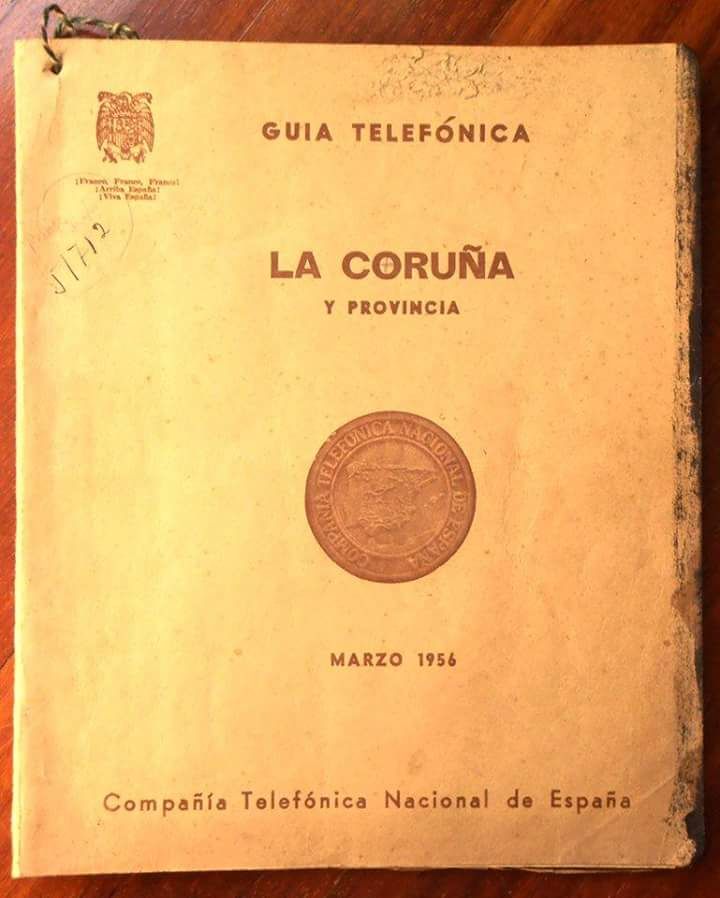 GUIA TELEFÓNICA
¡Franco, Franco, Franco!
¡Arriba España!
¡Viva España!
51712
LA CORUÑA
Y PROVINCIA
COMPAÑIA TELEFONICA NACIONAL DE ESPAÑA
MARZO 1956
Compañía Telefónica Nacional de España